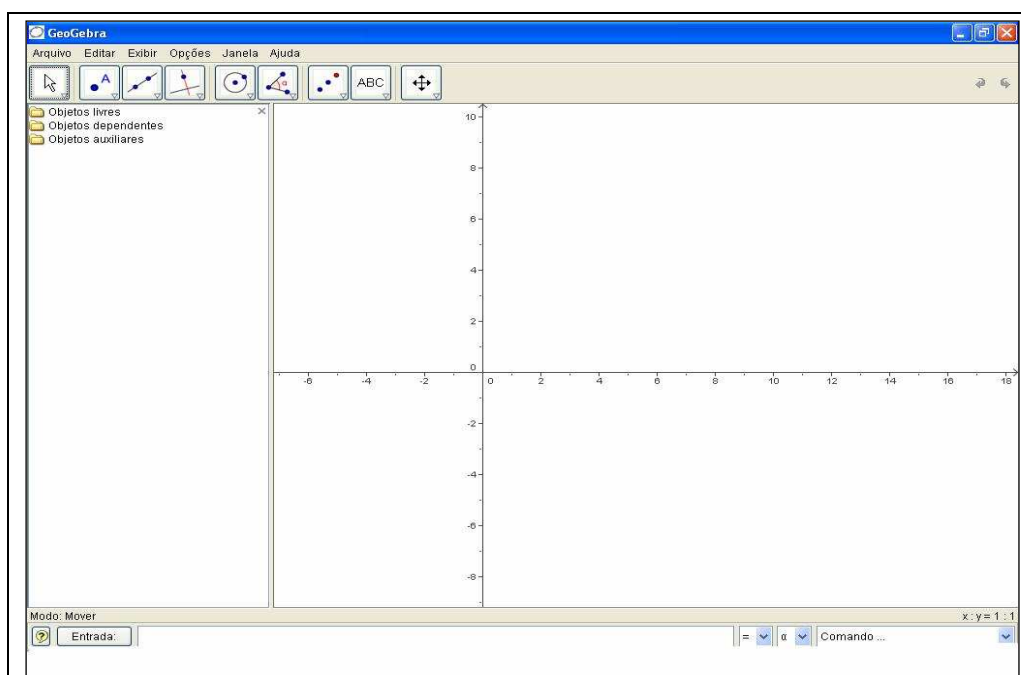 GeoGebra
Arquivo Editar Exibir Opções Janela Ajuda
A
α
ABC
Objetos livres
Objetos dependentes
Objetos auxiliares
10
8
6
4
2
0
-6 -4 -2 0 2 4 6 8 10 12 14 16 18
-2
-4
-6
-8
Modo: Mover x : y = 1 : 1
? Entrada: = α Comando ...